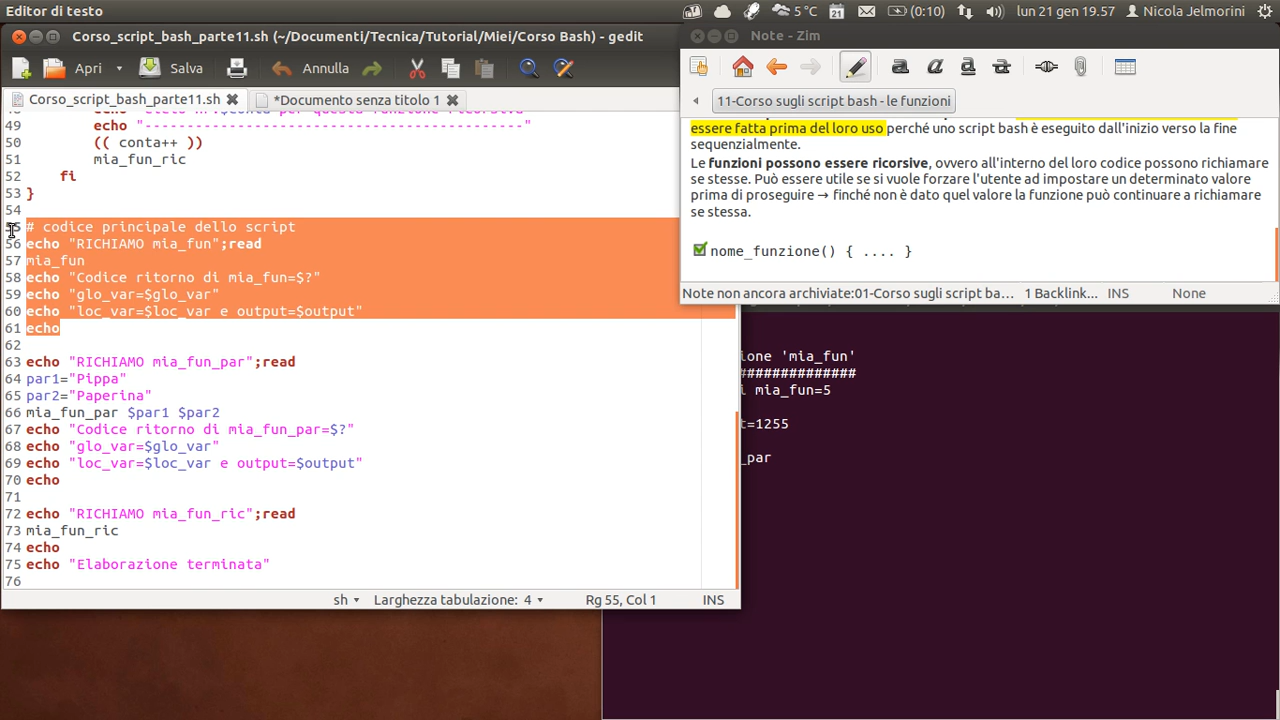 Editor di testo
5 °C
21
(0:10)
lun 21 gen 19.57
Nicola Jelmorini
Corso_script_bash_parte11.sh (~/Documenti/Tecnica/Tutorial/Miei/Corso Bash) - gedit
Apri
Salva
Annulla
Corso_script_bash_parte11.sh
*Documento senza titolo 1
49 echo "---------------------------------------------"
50 (( conta++ ))
51 mia_fun_ric
52 fi
53 }
54
55 # codice principale dello script
56 echo "RICHIAMO mia_fun";read
57 mia_fun
58 echo "Codice ritorno di mia_fun=$?"
59 echo "glo_var=$glo_var"
60 echo "loc_var=$loc_var e output=$output"
61 echo
62
63 echo "RICHIAMO mia_fun_par";read
64 par1="Pippa"
65 par2="Paperina"
66 mia_fun_par $par1 $par2
67 echo "Codice ritorno di mia_fun_par=$?"
68 echo "glo_var=$glo_var"
69 echo "loc_var=$loc_var e output=$output"
70 echo
71
72 echo "RICHIAMO mia_fun_ric";read
73 mia_fun_ric
74 echo
75 echo "Elaborazione terminata"
76
sh
Larghezza tabulazione: 4
Rg 55, Col 1
INS
Note - Zim
11-Corso sugli script bash - le funzioni
essere fatta prima del loro uso perché uno script bash è eseguito dall'inizio verso la fine
sequenzialmente.
Le funzioni possono essere ricorsive, ovvero all'interno del loro codice possono richiamare
se stesse. Può essere utile se si vuole forzare l'utente ad impostare un determinato valore
prima di proseguire → finché non è dato quel valore la funzione può continuare a richiamare
se stessa.
nome_funzione() { .... }
Note non ancora archiviate:01-Corso sugli script ba…
1 Backlink...
INS
None
ione 'mia_fun'
##############
i mia_fun=5
t=1255
_par